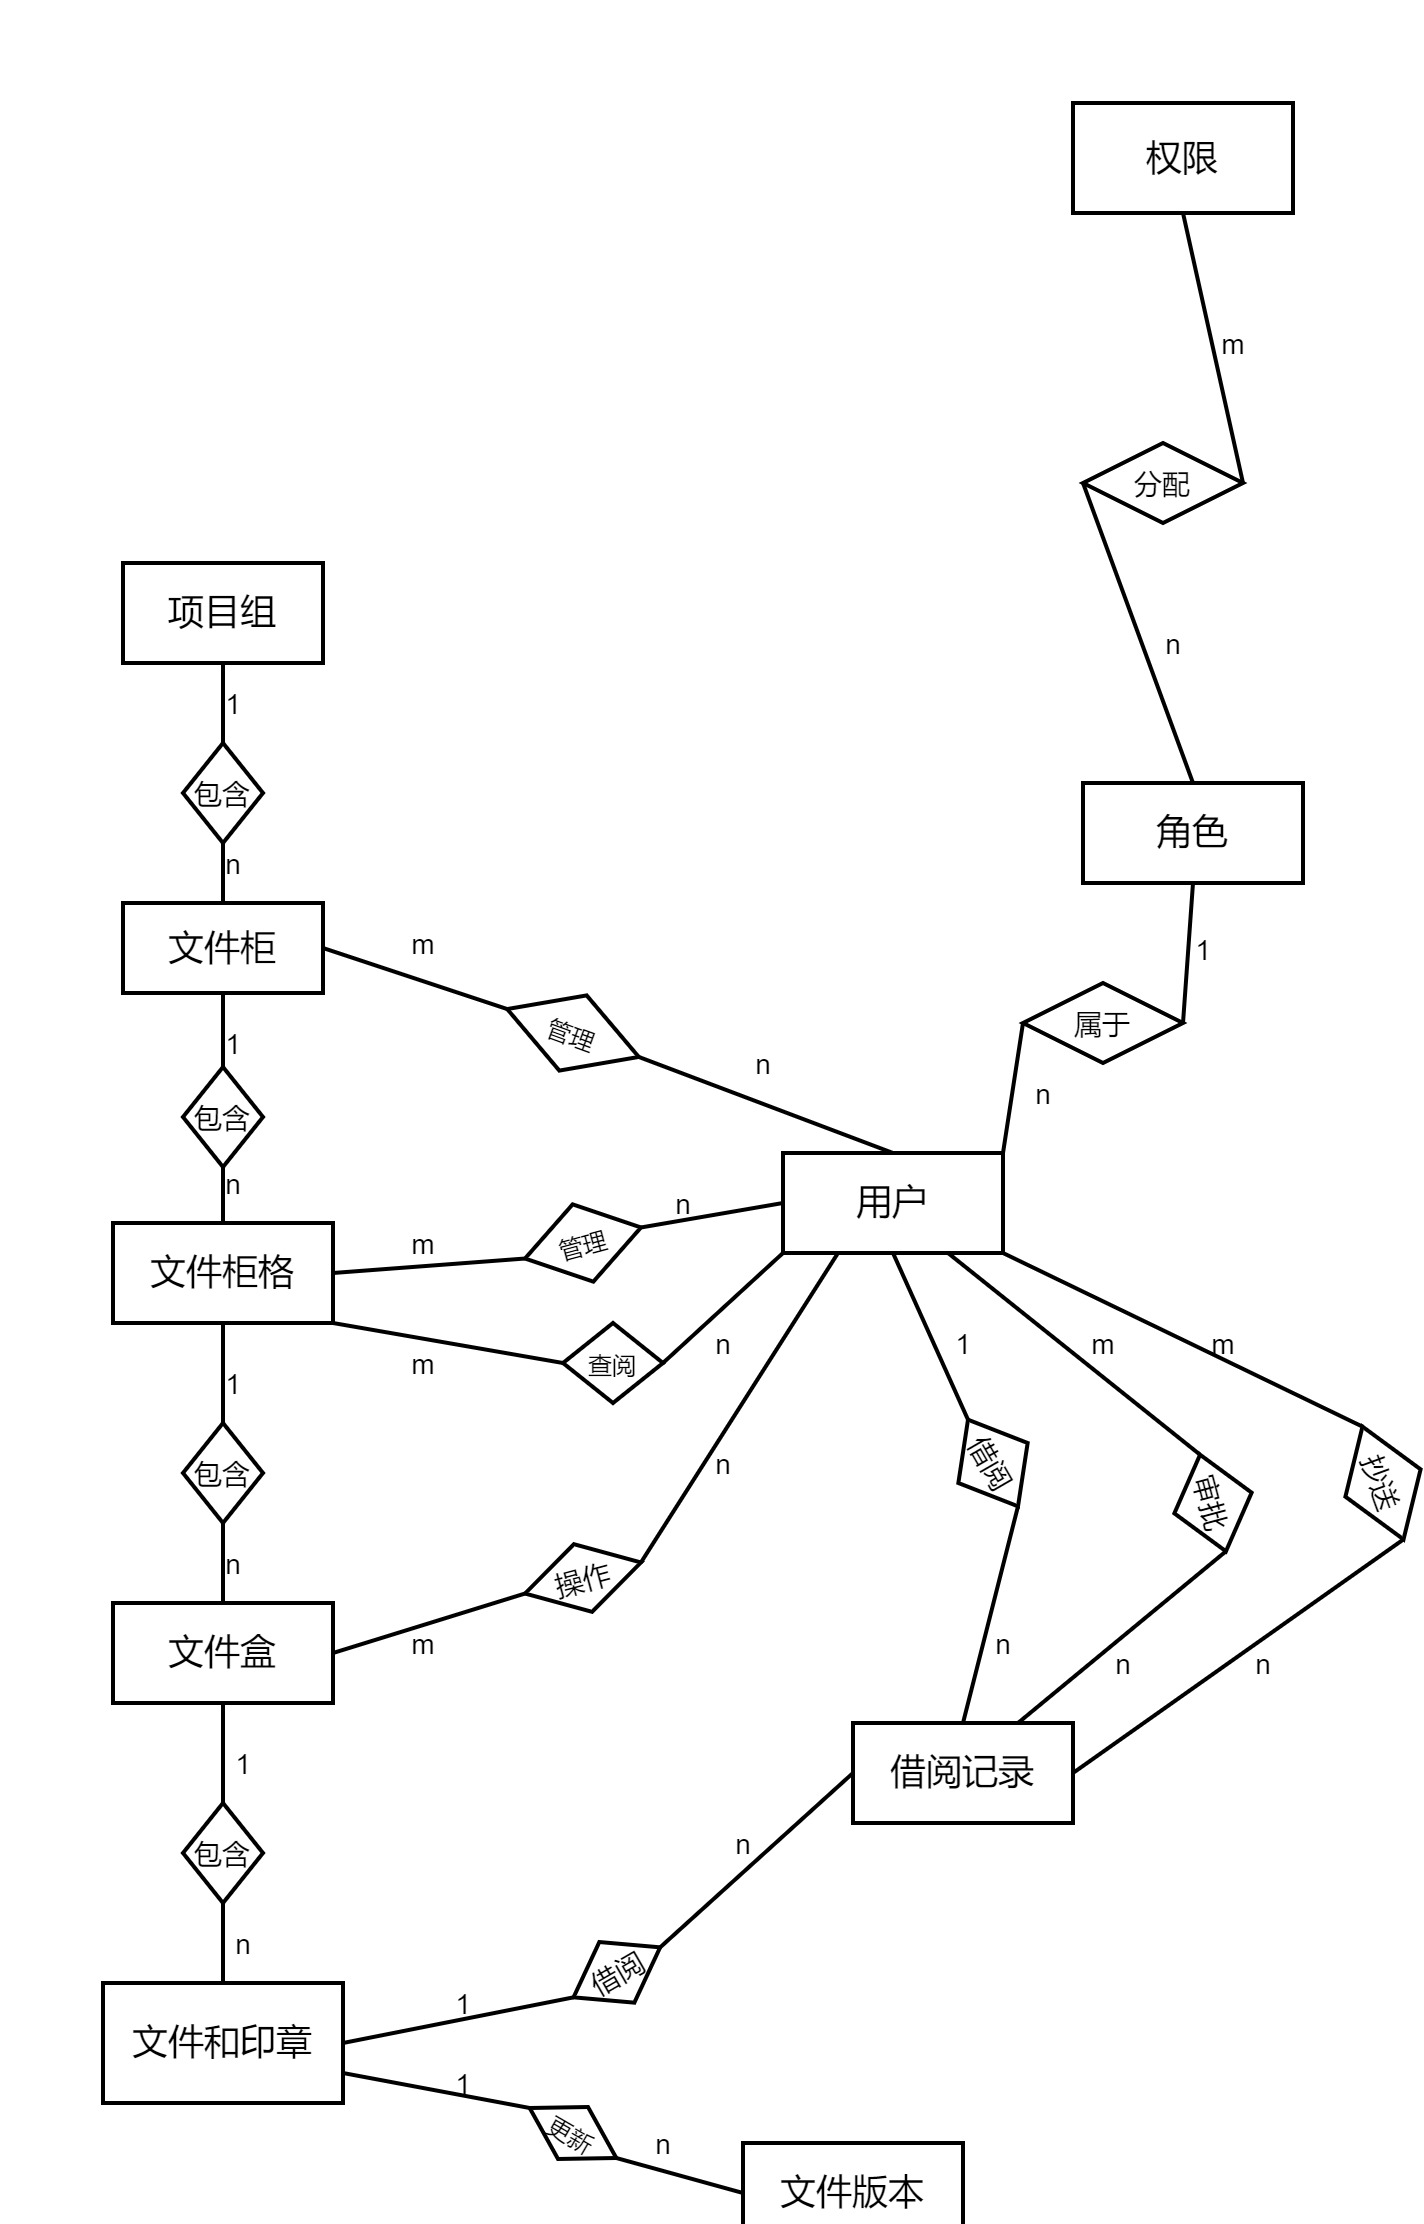 权限
m
分配
项目组
n
1
包含
角色
n
文件柜
m
1
属于
管理
1
n
n
包含
n
用户
n
管理
m
文件柜格
查阅
n
m
1
m
m
1
借阅
包含
n
抄送
审批
n
操作
文件盒
m
n
n
n
1
借阅记录
n
包含
n
借阅
1
文件和印章
1
更新
n
文件版本